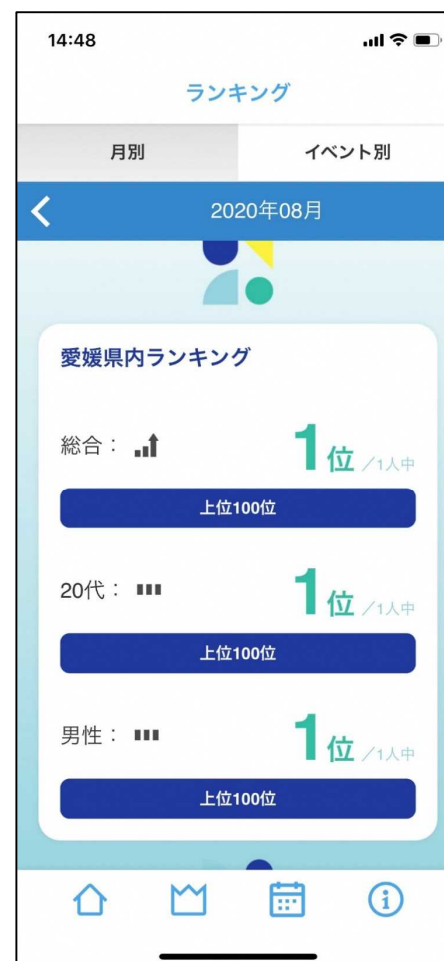 14:48
ランキング
月別 イベント別
2020年08月
愛媛県内ランキング
総合： 1位 ／1人中
上位100位
20代： 1位 ／1人中
上位100位
男性： 1位 ／1人中
上位100位